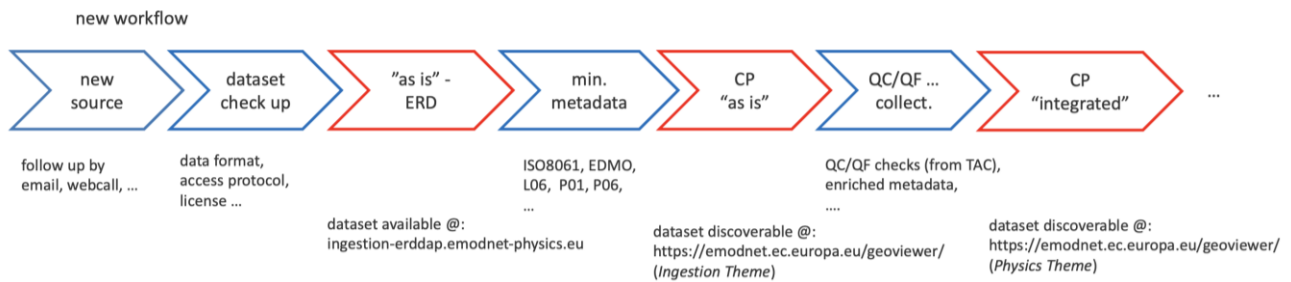 new workflow
new
source
dataset
check up
”as is” -
ERD
min.
metadata
CP
“as is”
QC/QF ...
collect.
CP
“integrated”
...
follow up by
email, webcall, ...
data format,
access protocol,
license ...
dataset available @:
ingestion-erddap.emodnet-physics.eu
ISO8061, EDMO,
L06, P01, P06,
...
dataset discoverable @:
https://emodnet.ec.europa.eu/geoviewer/
(Ingestion Theme)
QC/QF checks (from TAC),
enriched metadata,
....
dataset discoverable @:
https://emodnet.ec.europa.eu/geoviewer/
(Physics Theme)